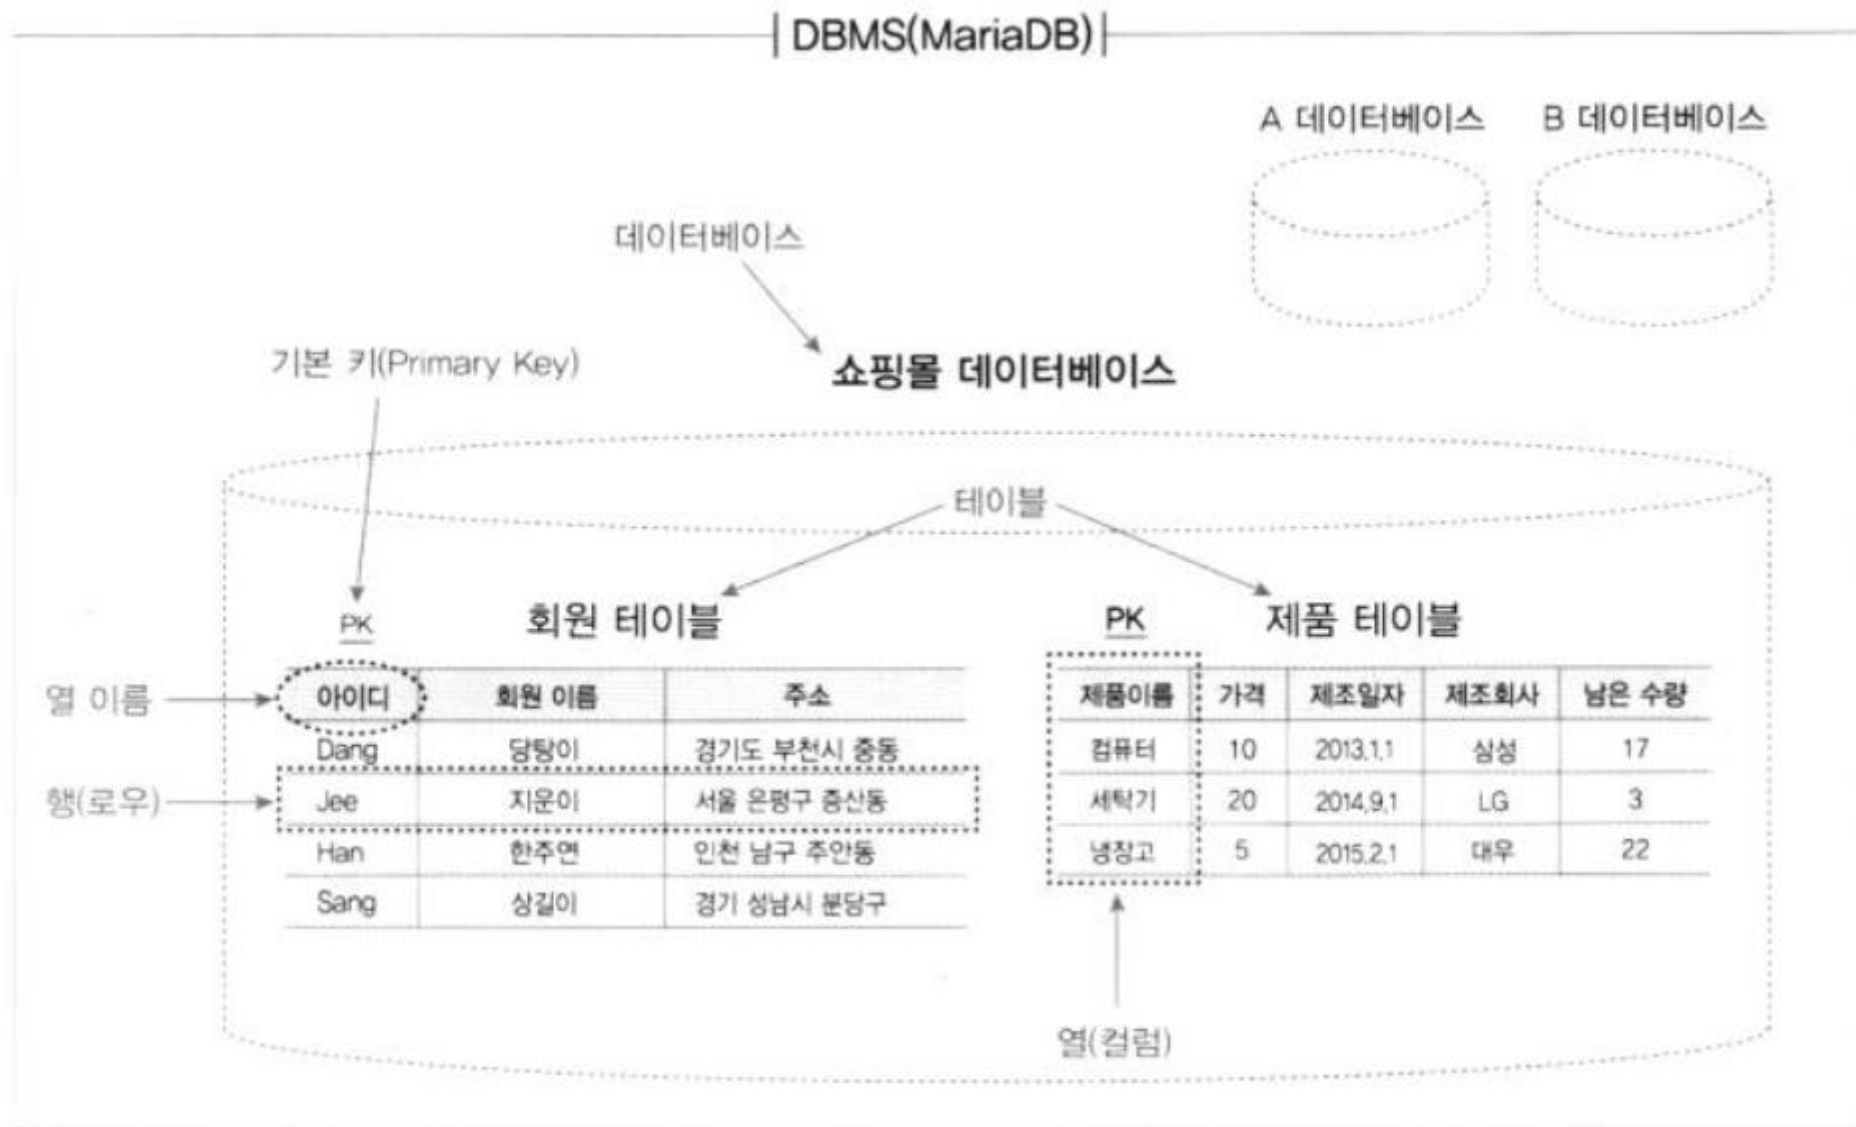 DBMS(MariaDB)
A 데이터베이스 B 데이터베이스
데이터베이스
기본 키(Primary Key)
쇼핑몰 데이터베이스
테이블
PK 회원 테이블 PK 제품 테이블
열 이름 아이디 회원 이름 주소 제품이름 가격 제조일자 제조회사 남은 수량
Dang 당탕이 경기도 부천시 중동 컴퓨터 10 2013.1.1 삼성 17
행(로우) Jee 지운이 서울 은평구 증산동 세탁기 20 2014.9.1 LG 3
Han 한주연 인천 남구 주안동 냉장고 5 2015.2.1 대우 22
Sang 상길이 경기 성남시 분당구
열(컬럼)